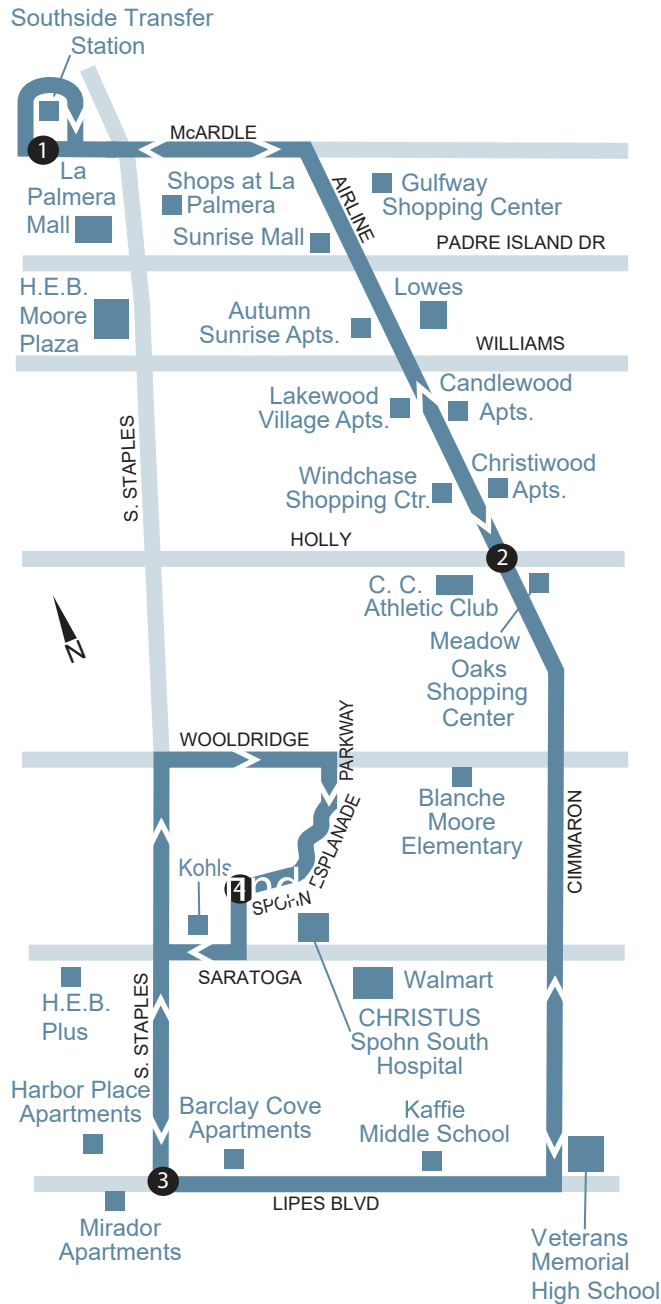 Southside Transfer
Station
1
McARDLE
La
Palmera
Mall
Shops at La
Palmera
Sunrise Mall
AIRLINE
Gulfway
Shopping Center
PADRE ISLAND DR
H.E.B.
Moore
Plaza
Autumn
Sunrise Apts.
Lowes
WILLIAMS
Lakewood
Village Apts.
Candlewood
Apts.
S. STAPLES
Windchase
Shopping Ctr.
Christiwood
Apts.
HOLLY
2
C. C.
Athletic Club
Meadow
Oaks
Shopping
Center
N
WOOLDRIDGE
PARKWAY
Blanche
Moore
Elementary
CIMMARON
ESPLANADE
Kohls
4
SPOHN
SARATOGA
H.E.B.
Plus
Walmart
CHRISTUS
Spohn South
Hospital
S. STAPLES
Harbor Place
Apartments
Barclay Cove
Apartments
Kaffie
Middle School
3
LIPES BLVD
Mirador
Apartments
Veterans
Memorial
High School